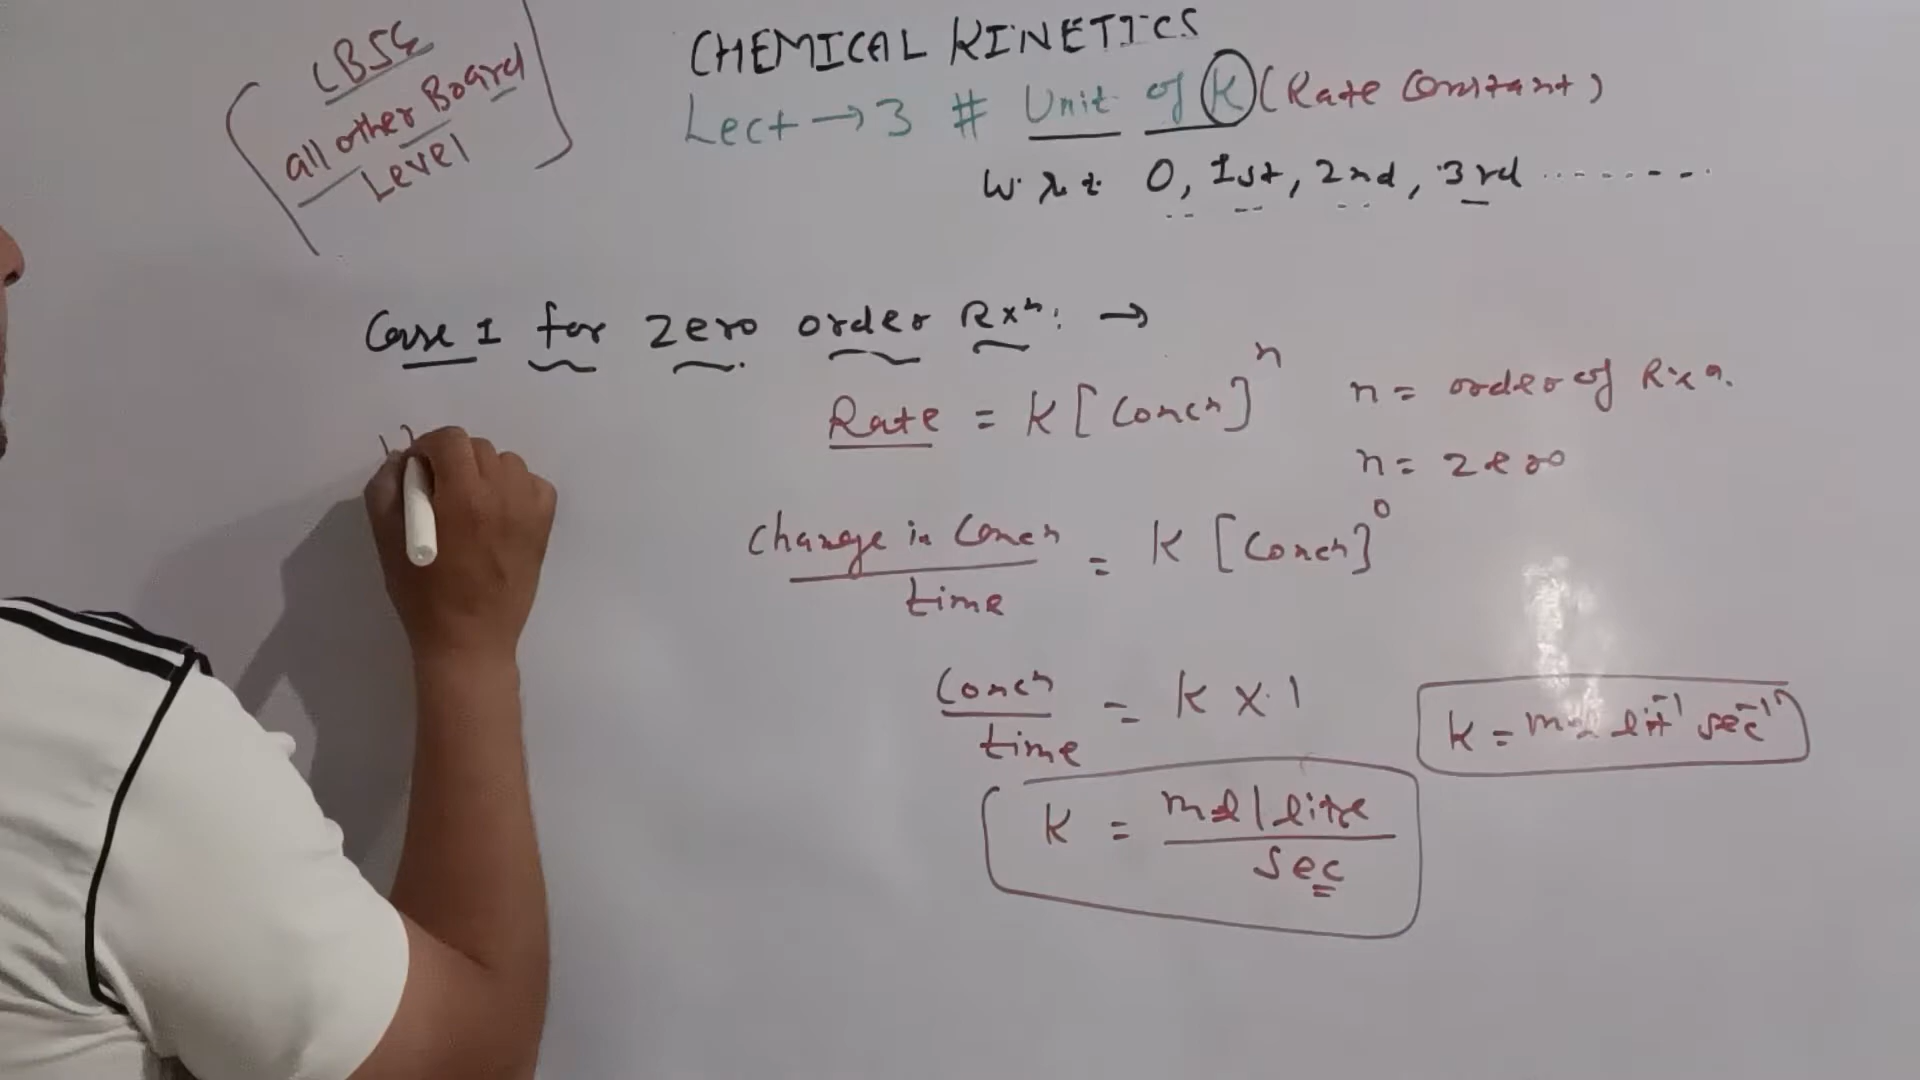 CBSE
all other Board
Level
CHEMICAL KINETICS
Lect → 3 # Unit of K (Rate Constant)
w.r.t 0, 1st, 2nd, 3rd ........
Case 1 for zero order Rxn: →
Rate = K [Concn]^n
n = order of Rxn.
n = zero
change in Concn / time = K [Concn]^0
Concn / time = K x 1
K = mol lit^-1 sec^-1
K = mol/litre / sec